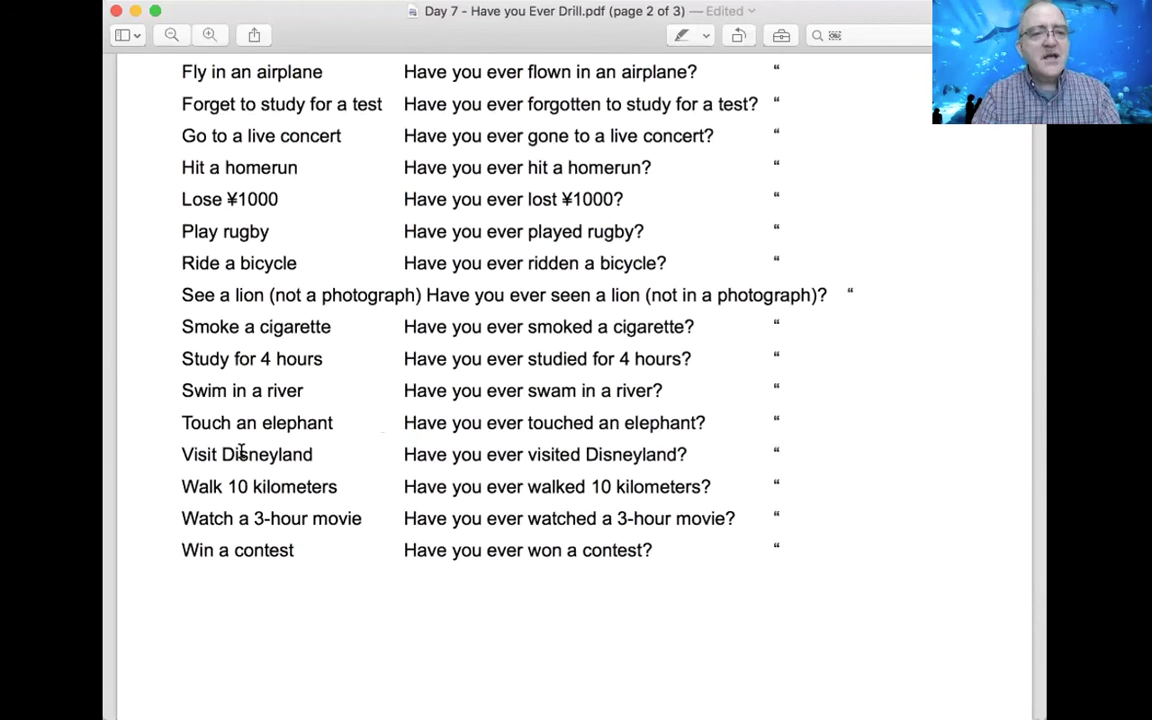 Day 7 - Have you Ever Drill.pdf (page 2 of 3) — Edited
Fly in an airplane Have you ever flown in an airplane? “
Forget to study for a test Have you ever forgotten to study for a test? “
Go to a live concert Have you ever gone to a live concert? “
Hit a homerun Have you ever hit a homerun? “
Lose ¥1000 Have you ever lost ¥1000? “
Play rugby Have you ever played rugby? “
Ride a bicycle Have you ever ridden a bicycle? “
See a lion (not a photograph) Have you ever seen a lion (not in a photograph)? “
Smoke a cigarette Have you ever smoked a cigarette? “
Study for 4 hours Have you ever studied for 4 hours? “
Swim in a river Have you ever swam in a river? “
Touch an elephant Have you ever touched an elephant? “
Visit Disneyland Have you ever visited Disneyland? “
Walk 10 kilometers Have you ever walked 10 kilometers? “
Watch a 3-hour movie Have you ever watched a 3-hour movie? “
Win a contest Have you ever won a contest? “